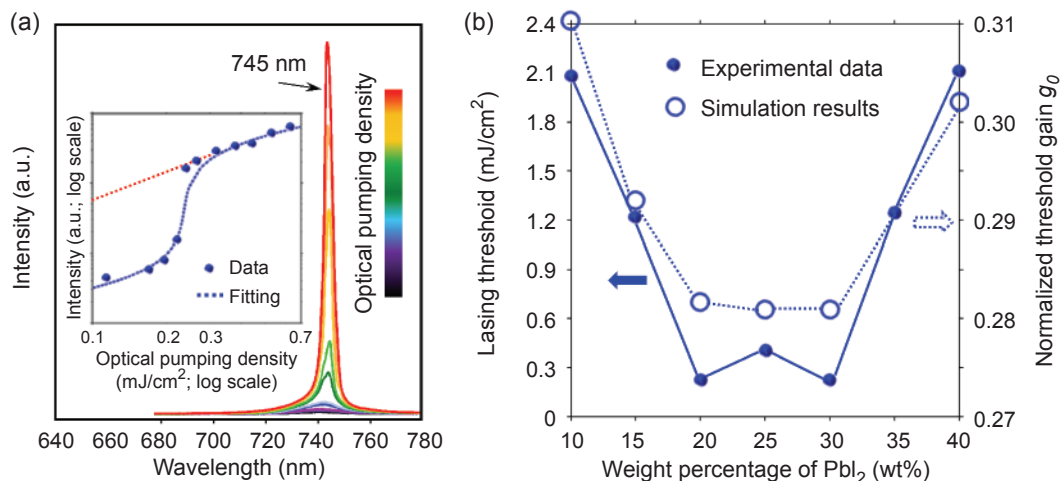 (a)
745 nm
Optical pumping density
Intensity (a.u.)
Intensity (a.u.; log scale)
Data
Fitting
0.1 0.2 0.3 0.7
Optical pumping density
(mJ/cm²; log scale)
640 660 680 700 720 740 760 780
Wavelength (nm)
(b)
2.4
2.1
1.8
1.5
1.2
0.9
0.6
0.3
0
Lasing threshold (mJ/cm²)
Experimental data
Simulation results
0.31
0.30
0.29
0.28
0.27
Normalized threshold gain g₀
10 15 20 25 30 35 40
Weight percentage of PbI₂ (wt%)